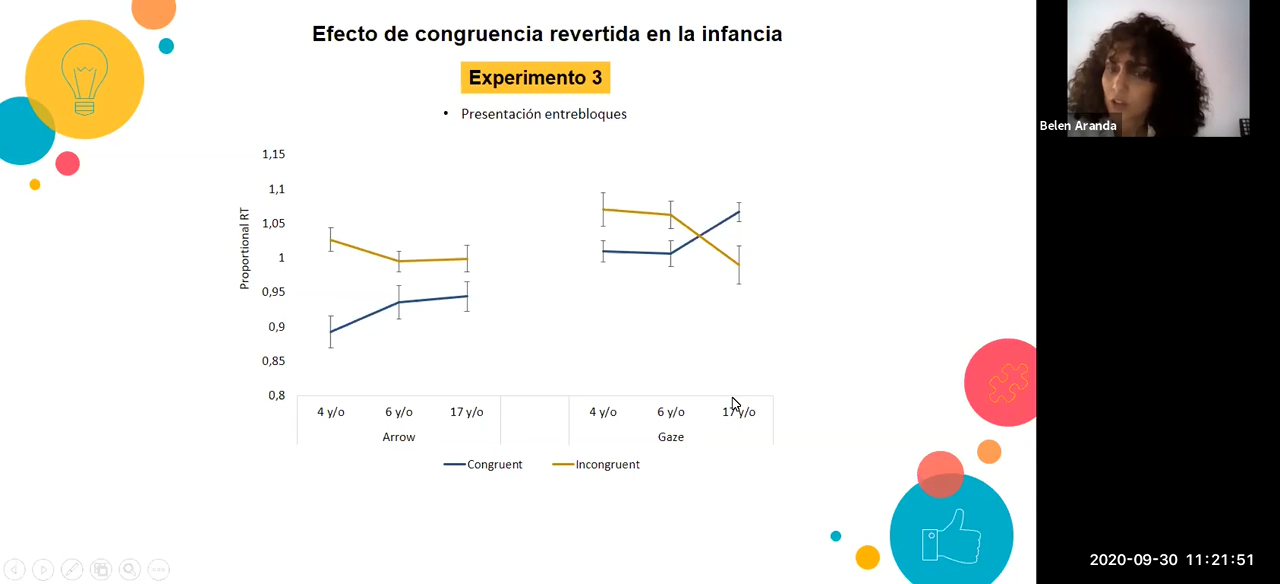 Efecto de congruencia revertida en la infancia
Experimento 3
• Presentación entrebloques
Belen Aranda
1,15
1,1
1,05
1
0,95
0,9
0,85
0,8
Proportional RT
4 y/o 6 y/o 17 y/o 4 y/o 6 y/o 17 y/o
Arrow Gaze
Congruent Incongruent
2020-09-30 11:21:51